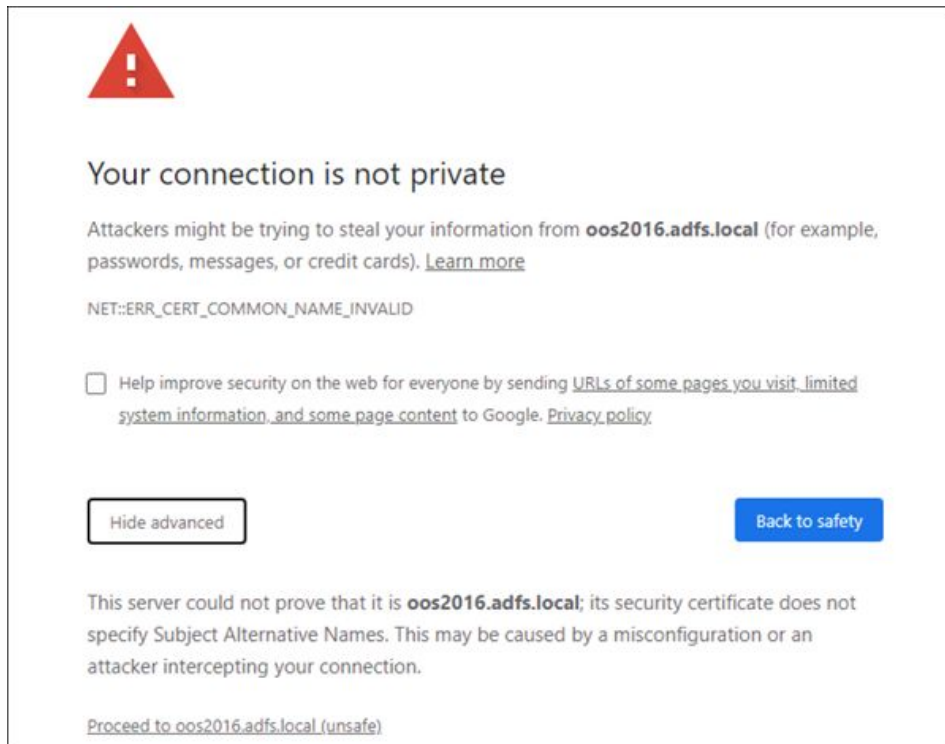 Your connection is not private
Attackers might be trying to steal your information from oos2016.adfs.local (for example,
passwords, messages, or credit cards). Learn more
NET::ERR_CERT_COMMON_NAME_INVALID
Help improve security on the web for everyone by sending URLs of some pages you visit, limited
system information, and some page content to Google. Privacy policy
Hide advanced
Back to safety
This server could not prove that it is oos2016.adfs.local; its security certificate does not
specify Subject Alternative Names. This may be caused by a misconfiguration or an
attacker intercepting your connection.
Proceed to oos2016.adfs.local (unsafe)